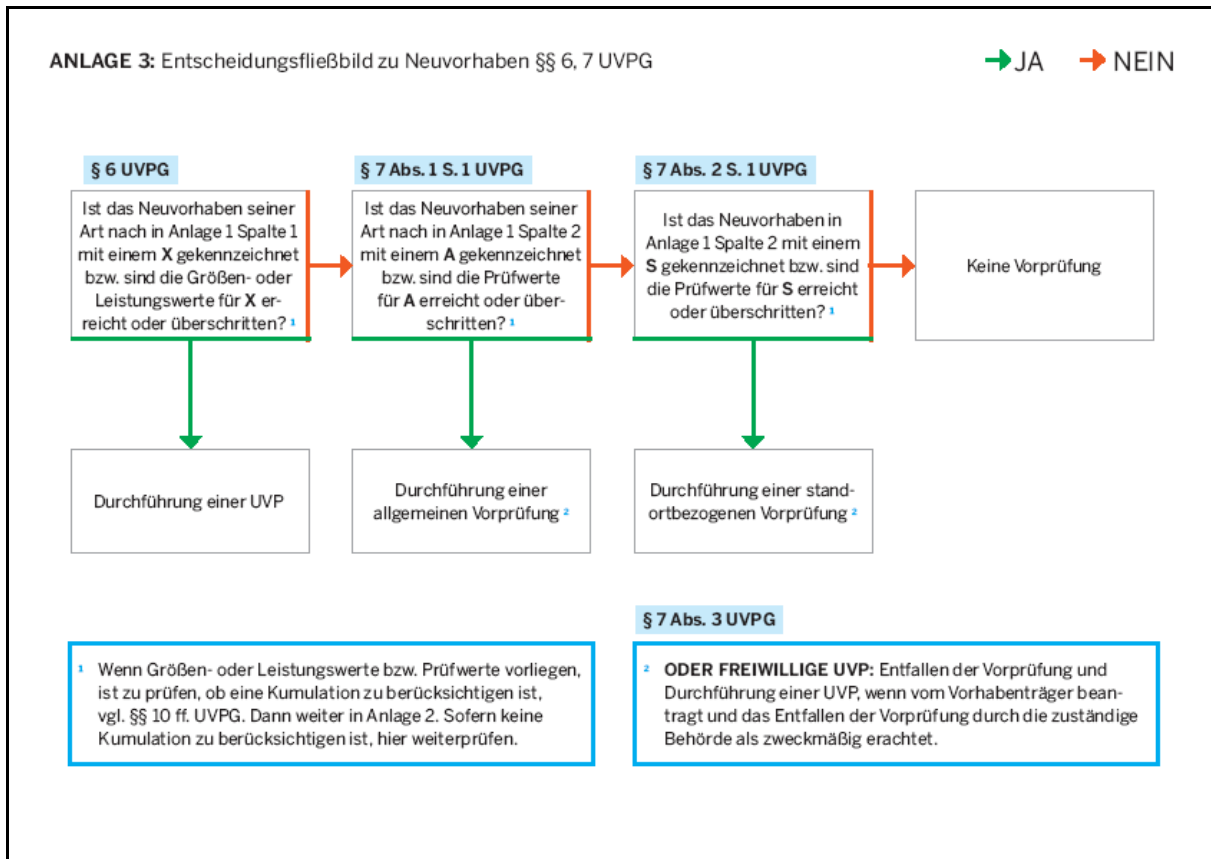 ANLAGE 3: Entscheidungsfließbild zu Neuvorhaben §§ 6, 7 UVPG
JA
NEIN
§ 6 UVPG
Ist das Neuvorhaben seiner
Art nach in Anlage 1 Spalte 1
mit einem X gekennzeichnet
bzw. sind die Größen- oder
Leistungswerte für X er-
reicht oder überschritten? ¹
§ 7 Abs. 1 S. 1 UVPG
Ist das Neuvorhaben seiner
Art nach in Anlage 1 Spalte 2
mit einem A gekennzeichnet
bzw. sind die Prüfwerte
für A erreicht oder über-
schritten? ¹
§ 7 Abs. 2 S. 1 UVPG
Ist das Neuvorhaben in
Anlage 1 Spalte 2 mit einem
S gekennzeichnet bzw. sind
die Prüfwerte für S erreicht
oder überschritten? ¹
Keine Vorprüfung
Durchführung einer UVP
Durchführung einer
allgemeinen Vorprüfung ²
Durchführung einer stand-
ortbezogenen Vorprüfung ²
¹ Wenn Größen- oder Leistungswerte bzw. Prüfwerte vorliegen,
ist zu prüfen, ob eine Kumulation zu berücksichtigen ist,
vgl. §§ 10 ff. UVPG. Dann weiter in Anlage 2. Sofern keine
Kumulation zu berücksichtigen ist, hier weiterprüfen.
§ 7 Abs. 3 UVPG
² ODER FREIWILLIGE UVP: Entfallen der Vorprüfung und
Durchführung einer UVP, wenn vom Vorhabenträger bean-
tragt und das Entfallen der Vorprüfung durch die zuständige
Behörde als zweckmäßig erachtet.